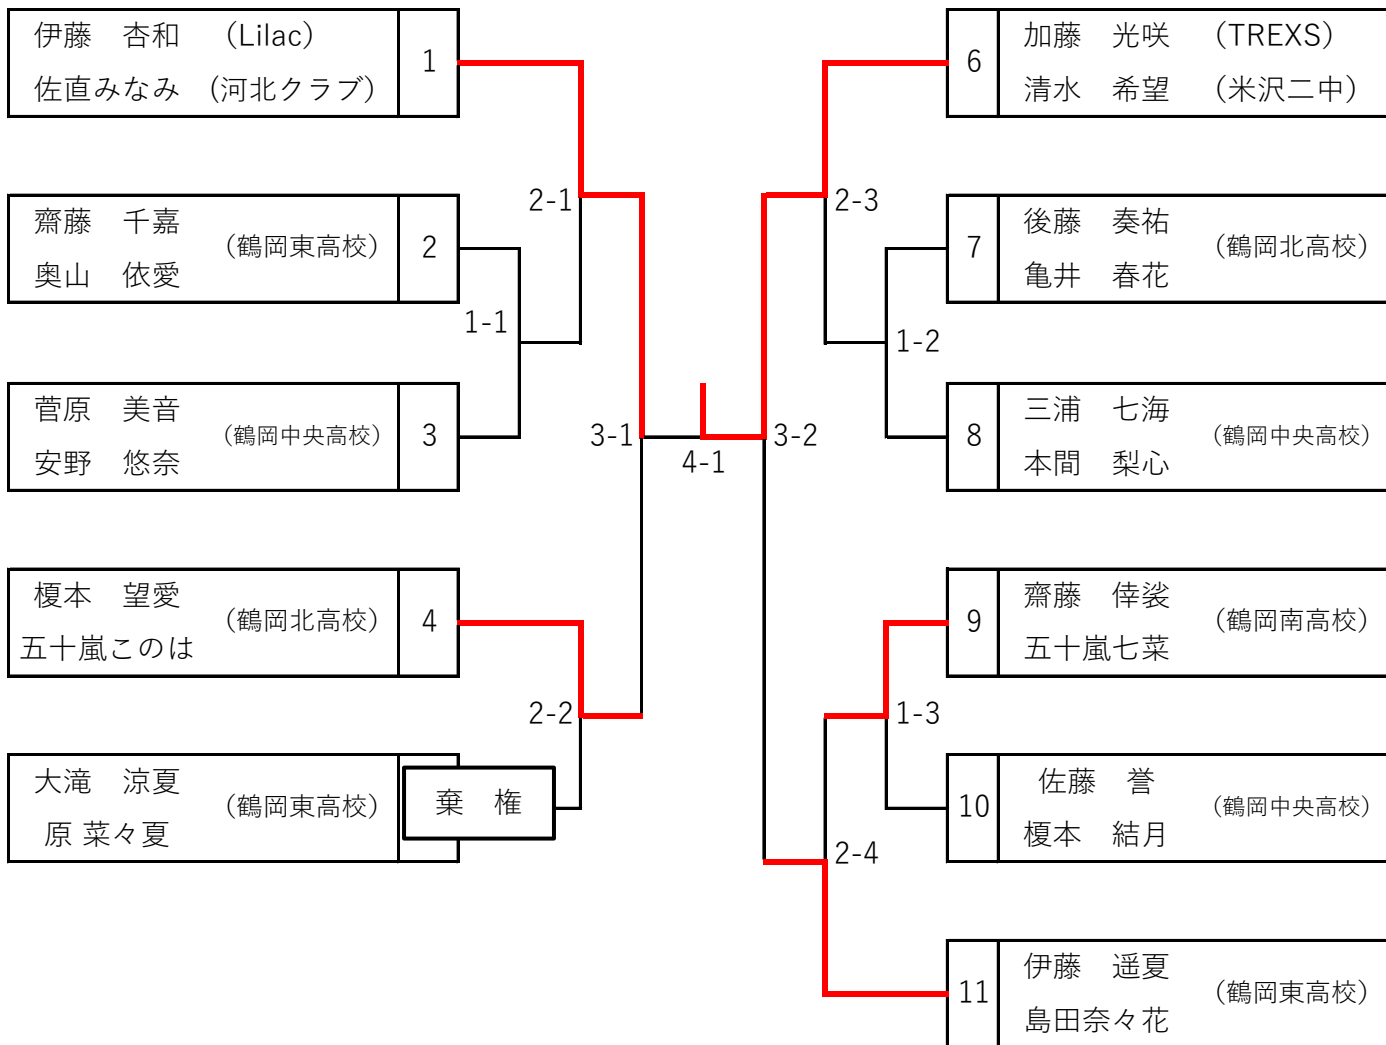 伊藤　杏和　（Lilac）
佐直みなみ　（河北クラブ）
1
齋藤　千嘉
奥山　依愛
（鶴岡東高校）
2
菅原　美音
安野　悠奈
（鶴岡中央高校）
3
榎本　望愛
五十嵐このは
（鶴岡北高校）
4
大滝　涼夏
原 菜々夏
（鶴岡東高校）
棄　権
2-1
1-1
3-1
2-2
4-1
3-2
2-3
1-2
1-3
2-4
6
加藤　光咲　（TREXS）
清水　希望　（米沢二中）
7
後藤　奏祐
亀井　春花
（鶴岡北高校）
8
三浦　七海
本間　梨心
（鶴岡中央高校）
9
齋藤　倖裟
五十嵐七菜
（鶴岡南高校）
10
佐藤　誉
榎本　結月
（鶴岡中央高校）
11
伊藤　遥夏
島田奈々花
（鶴岡東高校）